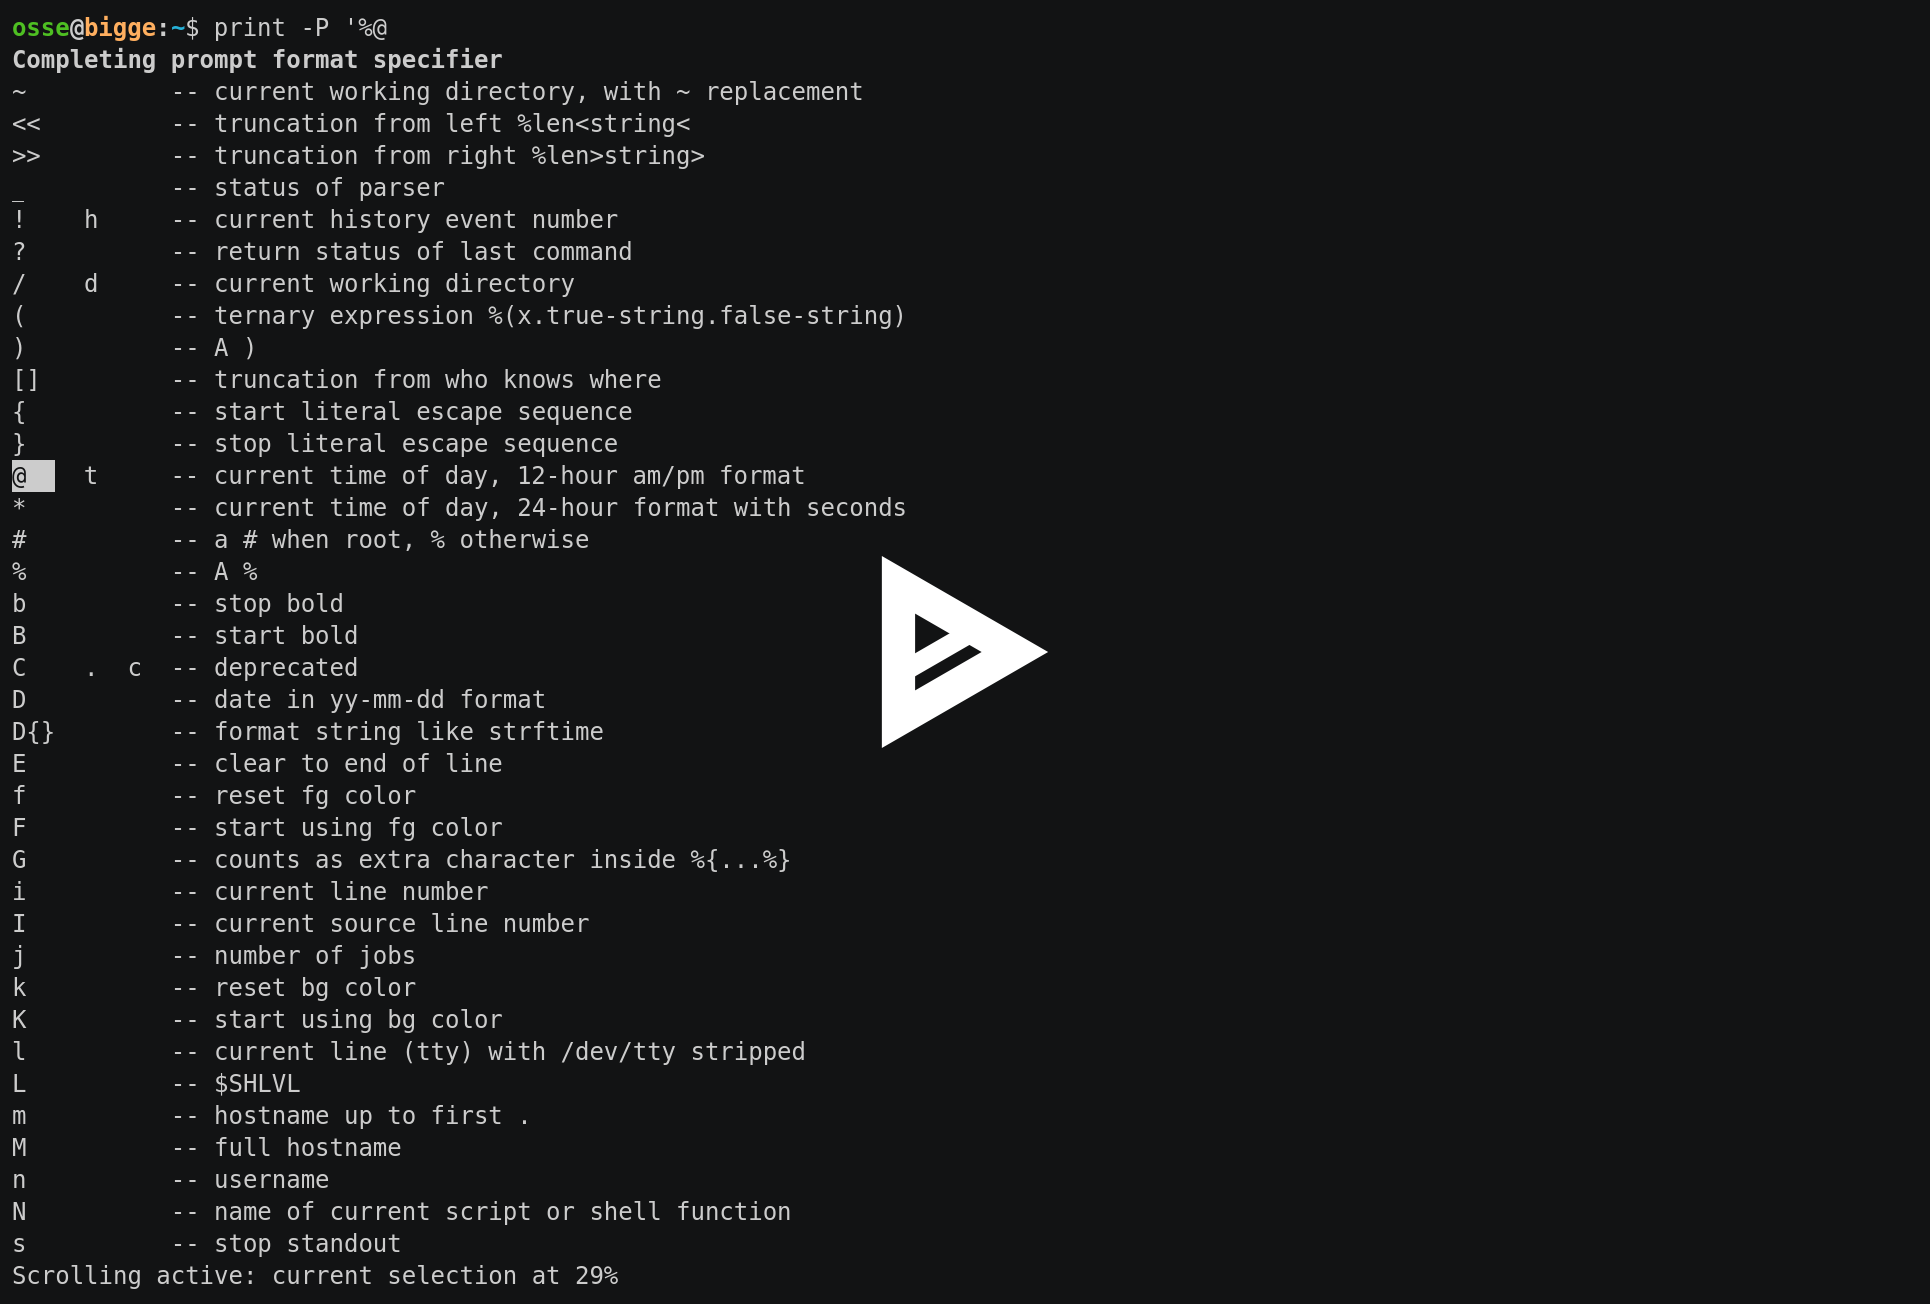 osse@bigge:~$ print -P '%@
Completing prompt format specifier
~          -- current working directory, with ~ replacement
<<         -- truncation from left %len<string<
>>         -- truncation from right %len>string>
_          -- status of parser
!    h     -- current history event number
?          -- return status of last command
/    d     -- current working directory
(          -- ternary expression %(x.true-string.false-string)
)          -- A )
[]         -- truncation from who knows where
{          -- start literal escape sequence
}          -- stop literal escape sequence
@    t     -- current time of day, 12-hour am/pm format
*          -- current time of day, 24-hour format with seconds
#          -- a # when root, % otherwise
%          -- A %
b          -- stop bold
B          -- start bold
C    .  c  -- deprecated
D          -- date in yy-mm-dd format
D{}        -- format string like strftime
E          -- clear to end of line
f          -- reset fg color
F          -- start using fg color
G          -- counts as extra character inside %{...%}
i          -- current line number
I          -- current source line number
j          -- number of jobs
k          -- reset bg color
K          -- start using bg color
l          -- current line (tty) with /dev/tty stripped
L          -- $SHLVL
m          -- hostname up to first .
M          -- full hostname
n          -- username
N          -- name of current script or shell function
s          -- stop standout
Scrolling active: current selection at 29%